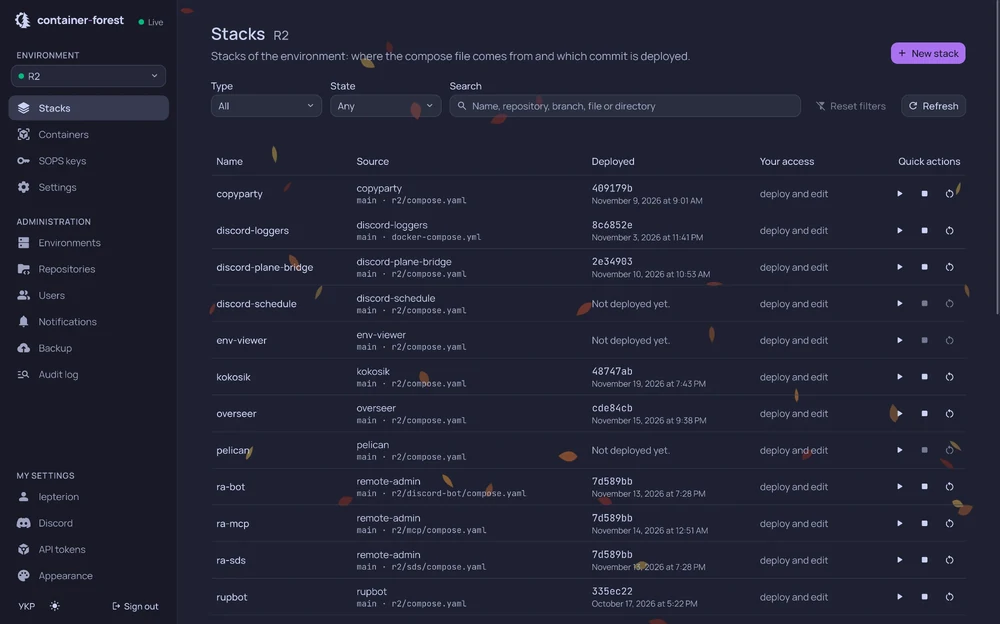 container-forest
Live
ENVIRONMENT
R2
Stacks
Containers
SOPS keys
Settings
ADMINISTRATION
Environments
Repositories
Users
Notifications
Backup
Audit log
MY SETTINGS
lepterion
Discord
API tokens
Appearance
УКР
Sign out
Stacks R2
Stacks of the environment: where the compose file comes from and which commit is deployed.
+ New stack
Type State Search
All Any Name, repository, branch, file or directory Reset filters Refresh
Name Source Deployed Your access Quick actions
copyparty copyparty 409179b deploy and edit
main · r2/compose.yaml November 9, 2026 at 9:01 AM
discord-loggers discord-loggers 8c6852e deploy and edit
main · docker-compose.yml November 3, 2026 at 11:41 PM
discord-plane-bridge discord-plane-bridge 2e34903 deploy and edit
main · r2/compose.yaml November 10, 2026 at 10:53 AM
discord-schedule discord-schedule Not deployed yet. deploy and edit
main · r2/compose.yaml
env-viewer env-viewer Not deployed yet. deploy and edit
main · r2/compose.yaml
kokosik kokosik 48747ab deploy and edit
main · r2/compose.yaml November 19, 2026 at 7:43 PM
overseer overseer cde84cb deploy and edit
main · r2/compose.yaml November 15, 2026 at 9:38 PM
pelican pelican Not deployed yet. deploy and edit
main · r2/compose.yaml
ra-bot remote-admin 7d589bb deploy and edit
main · r2/discord-bot/compose.yaml November 13, 2026 at 7:28 PM
ra-mcp remote-admin 7d589bb deploy and edit
main · r2/mcp/compose.yaml November 14, 2026 at 12:51 AM
ra-sds remote-admin 7d589bb deploy and edit
main · r2/sds/compose.yaml November 13, 2026 at 7:28 PM
rupbot rupbot 335ec22 deploy and edit
main · r2/compose.yaml October 17, 2026 at 5:22 PM